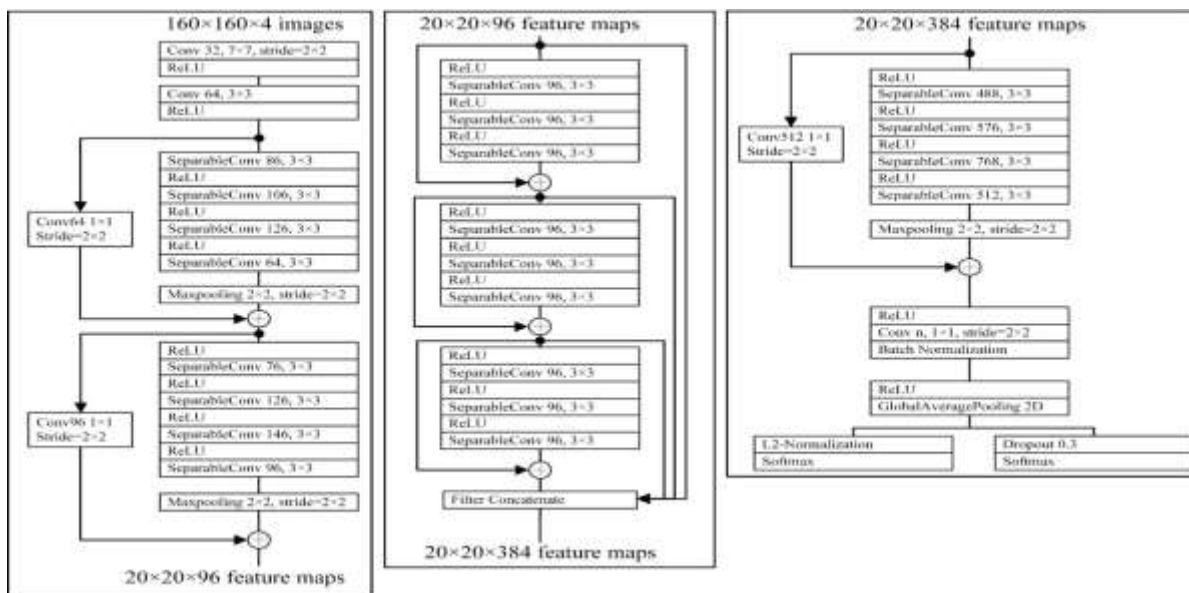 160×160×4 images
Conv 32, 7×7, stride=2×2
ReLU
Conv 64, 3×3
ReLU
SeparableConv 86, 3×3
ReLU
SeparableConv 106, 3×3
ReLU
SeparableConv 126, 3×3
ReLU
SeparableConv 64, 3×3
Conv64 1×1
Stride=2×2
Maxpooling 2×2, stride=2×2
ReLU
SeparableConv 76, 3×3
ReLU
SeparableConv 126, 3×3
ReLU
SeparableConv 146, 3×3
ReLU
SeparableConv 96, 3×3
Conv96 1×1
Stride=2×2
Maxpooling 2×2, stride=2×2
20×20×96 feature maps
20×20×96 feature maps
ReLU
SeparableConv 96, 3×3
ReLU
SeparableConv 96, 3×3
ReLU
SeparableConv 96, 3×3
ReLU
SeparableConv 96, 3×3
ReLU
SeparableConv 96, 3×3
ReLU
SeparableConv 96, 3×3
ReLU
SeparableConv 96, 3×3
ReLU
SeparableConv 96, 3×3
ReLU
SeparableConv 96, 3×3
Filter Concatenate
20×20×384 feature maps
20×20×384 feature maps
ReLU
SeparableConv 488, 3×3
ReLU
SeparableConv 576, 3×3
ReLU
SeparableConv 768, 3×3
ReLU
SeparableConv 512, 3×3
Conv512 1×1
Stride=2×2
Maxpooling 2×2, stride=2×2
ReLU
Conv n, 1×1, stride=2×2
Batch Normalization
ReLU
GlobalAveragePooling 2D
L2-Normalization
Softmax
Dropout 0.3
Softmax